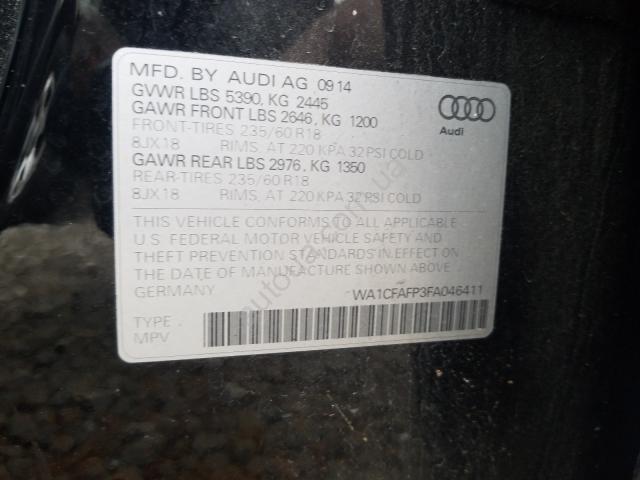 MFD. BY AUDI AG 0914
GVWR LBS 5390, KG 2445
GAWR FRONT LBS 2646, KG 1200
FRONT-TIRES 235/60 R18
8JX18 RIMS, AT 220 KPA 32 PSI COLD
GAWR REAR LBS 2976, KG 1350
REAR-TIRES 235/60 R18
8JX18 RIMS, AT 220 KPA 32 PSI COLD
Audi
THIS VEHICLE CONFORMS TO ALL APPLICABLE
U.S. FEDERAL MOTOR VEHICLE SAFETY AND
THEFT PREVENTION STANDARDS IN EFFECT ON
THE DATE OF MANUFACTURE SHOWN ABOVE.
GERMANY WA1CFAFP3FA046411
TYPE :
MPV